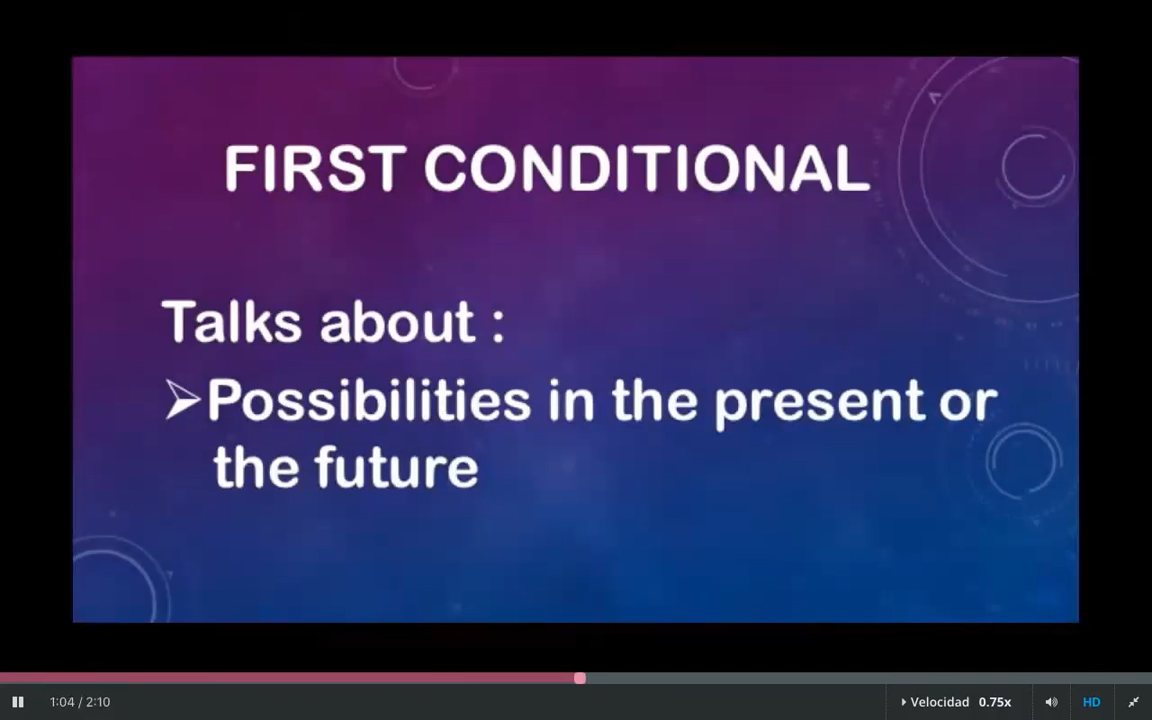 FIRST CONDITIONAL
Talks about :
➢Possibilities in the present or
the future
1:04 / 2:10
Velocidad 0.75x
HD